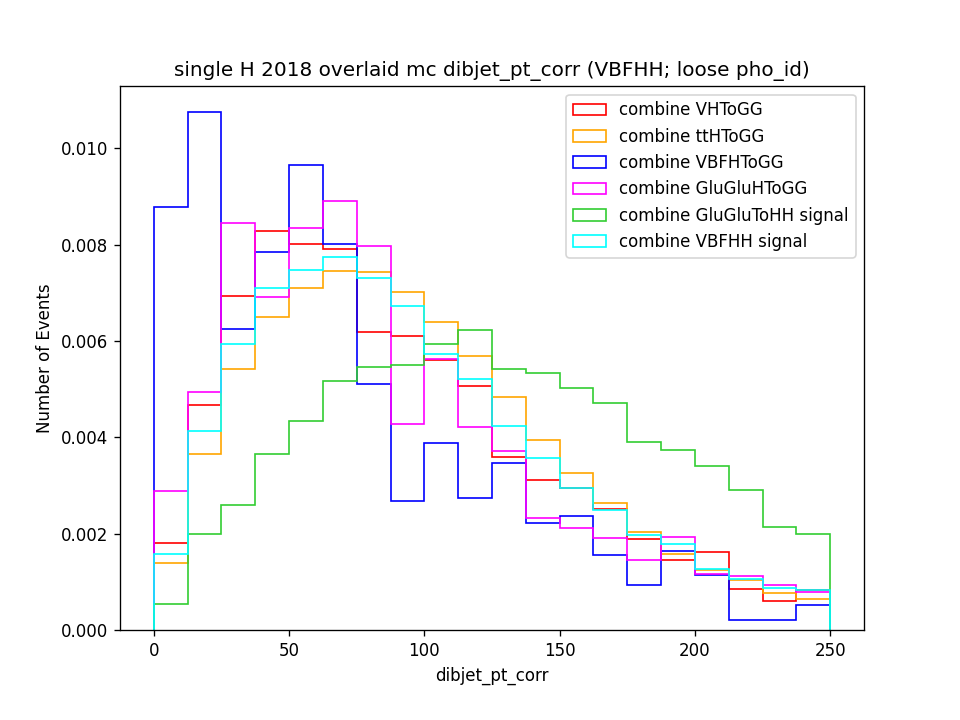 single H 2018 overlaid mc dibjet_pt_corr (VBFHH; loose pho_id)
combine VHToGG
combine ttHToGG
combine VBFHToGG
combine GluGluHToGG
combine GluGluToHH signal
combine VBFHH signal
0.010
0.008
0.006
0.004
0.002
0.000
Number of Events
0 50 100 150 200 250
dibjet_pt_corr